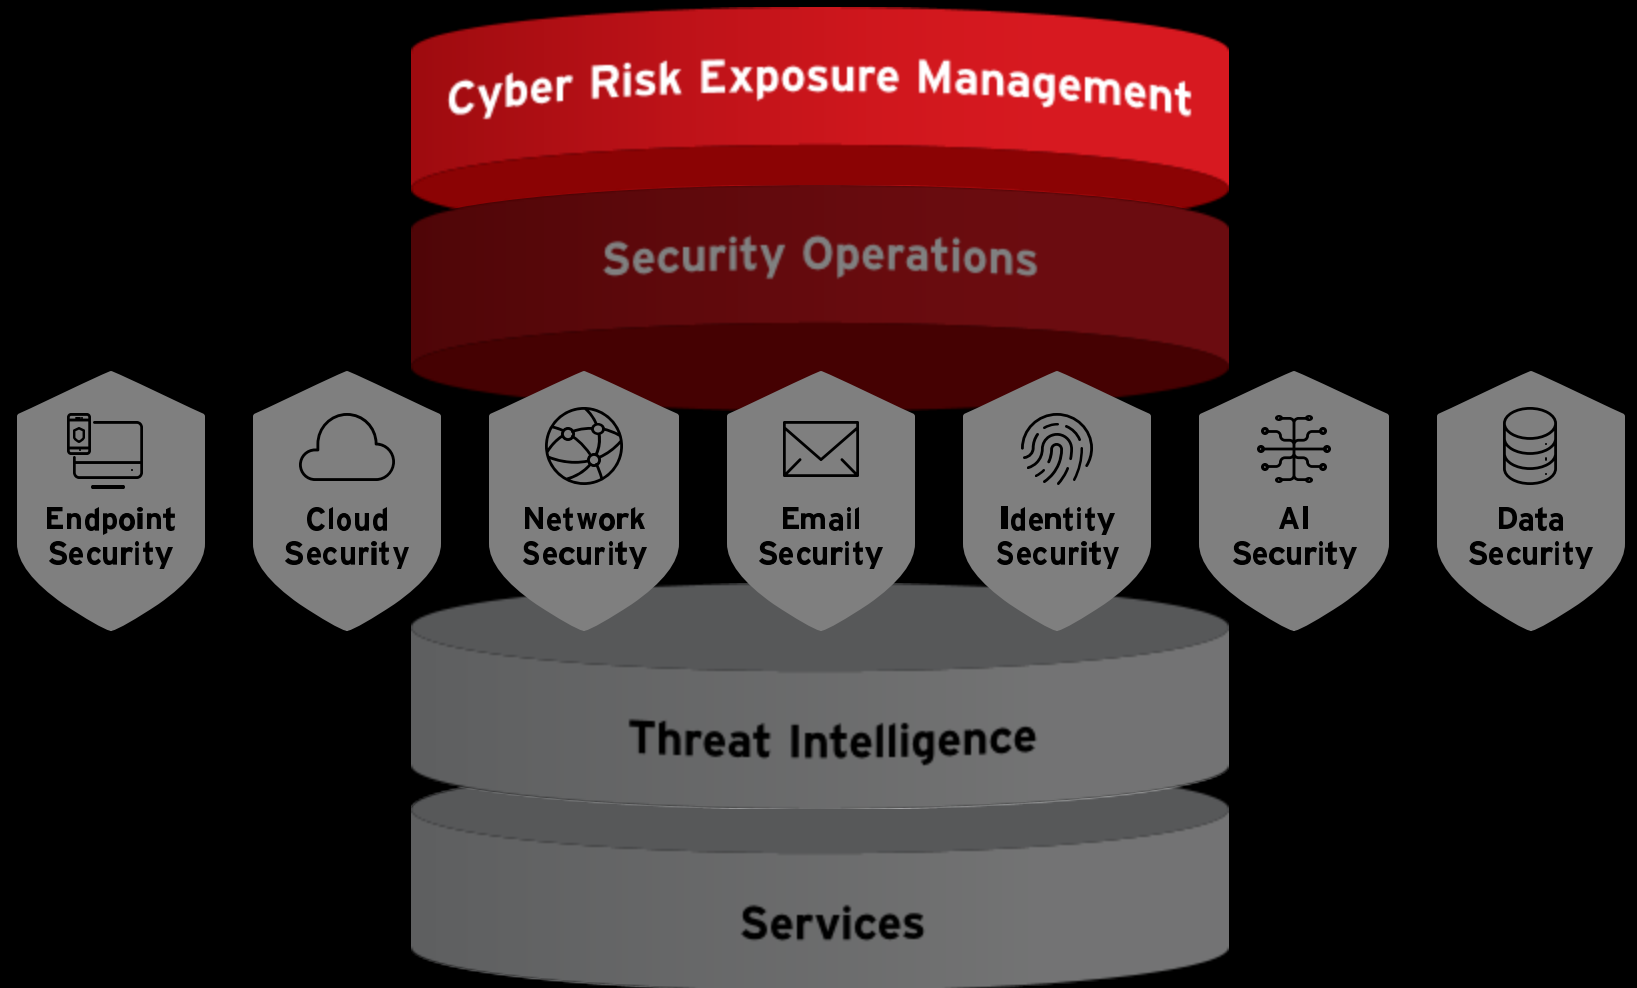 Cyber Risk Exposure Management
Security Operations
Endpoint
Security
Cloud
Security
Network
Security
Email
Security
Identity
Security
AI
Security
Data
Security
Threat Intelligence
Services